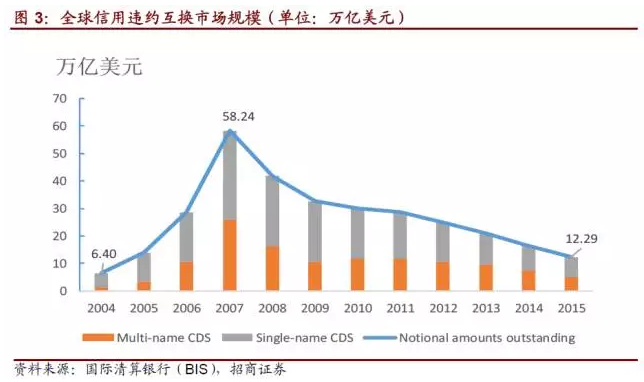 图 3：全球信用违约互换市场规模（单位：万亿美元）
万亿美元
70
60
50
40
30
20
10
0
58.24
6.40
12.29
2004 2005 2006 2007 2008 2009 2010 2011 2012 2013 2014 2015
Multi-name CDS Single-name CDS Notional amounts outstanding
资料来源：国际清算银行（BIS），招商证券